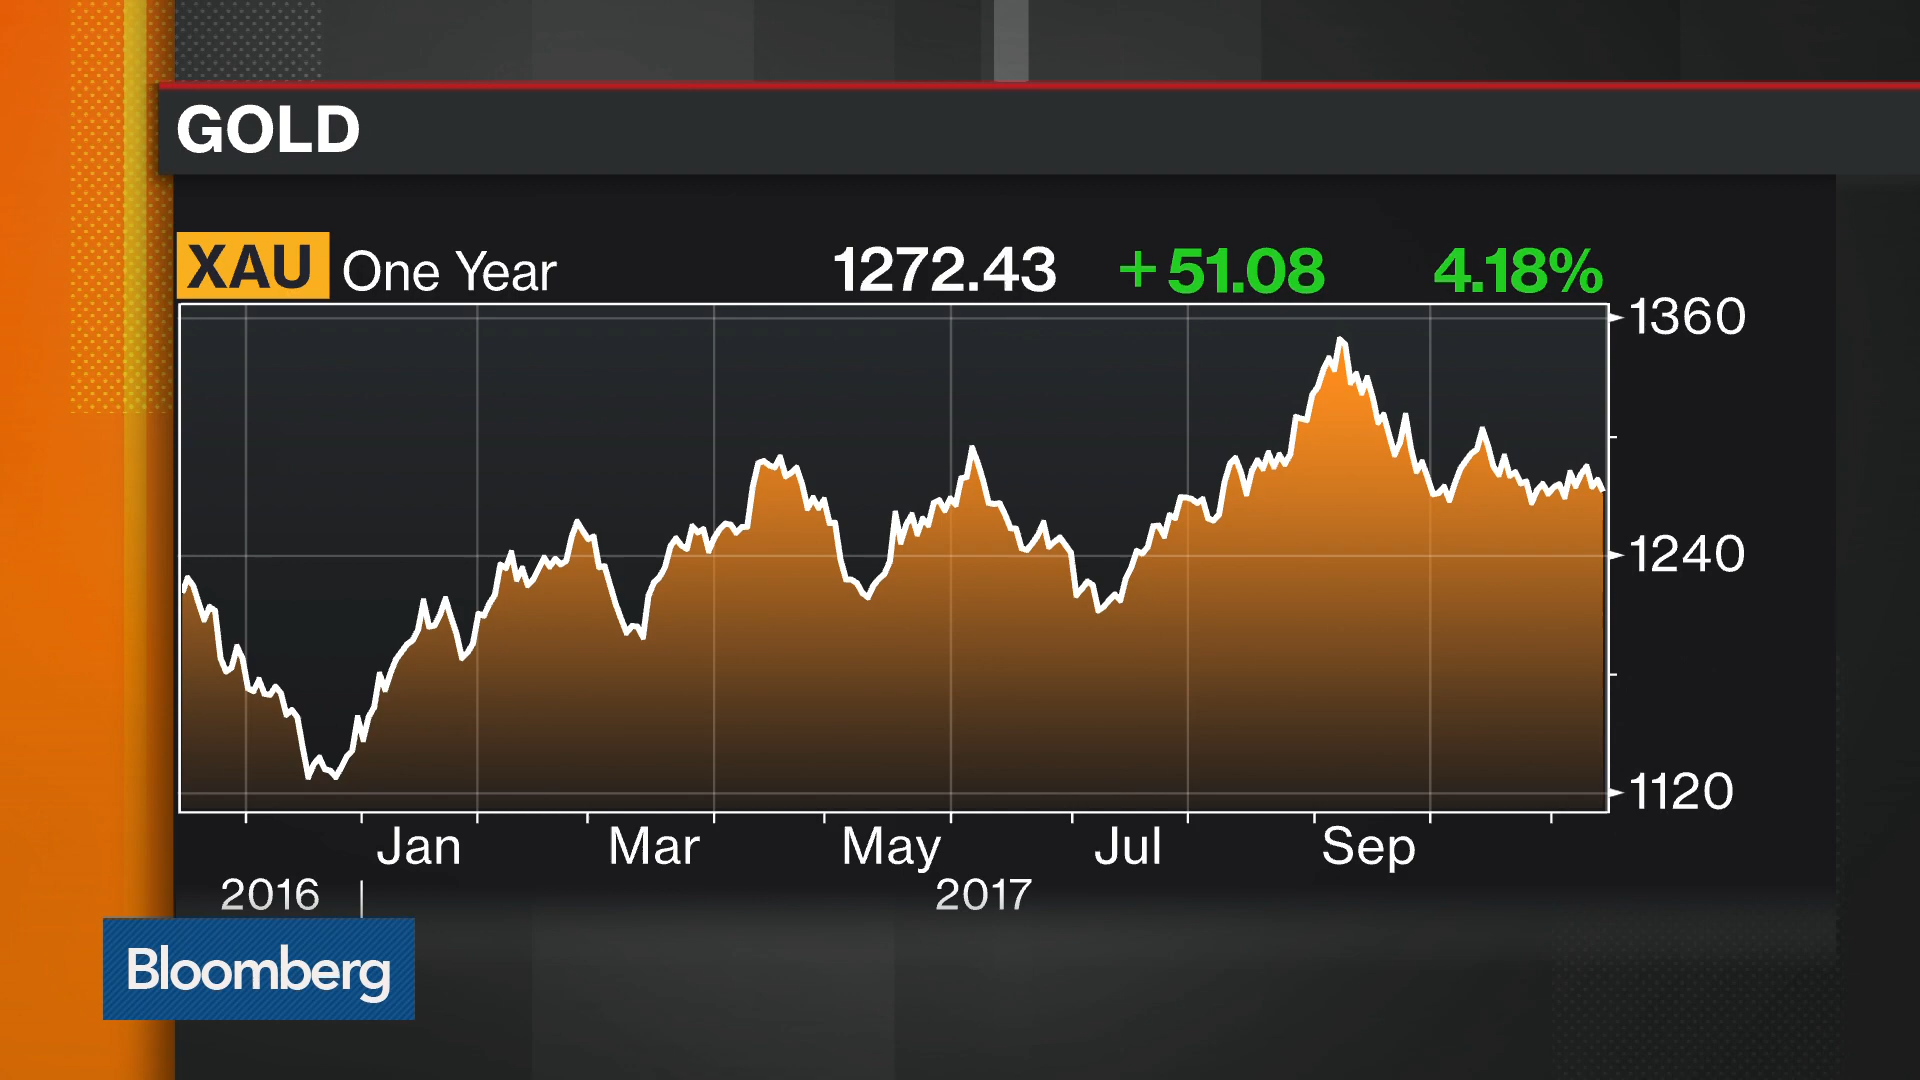 GOLD
XAU One Year 1272.43 +51.08 4.18%
1360
1240
1120
Jan Mar May Jul Sep
2016 2017
Bloomberg